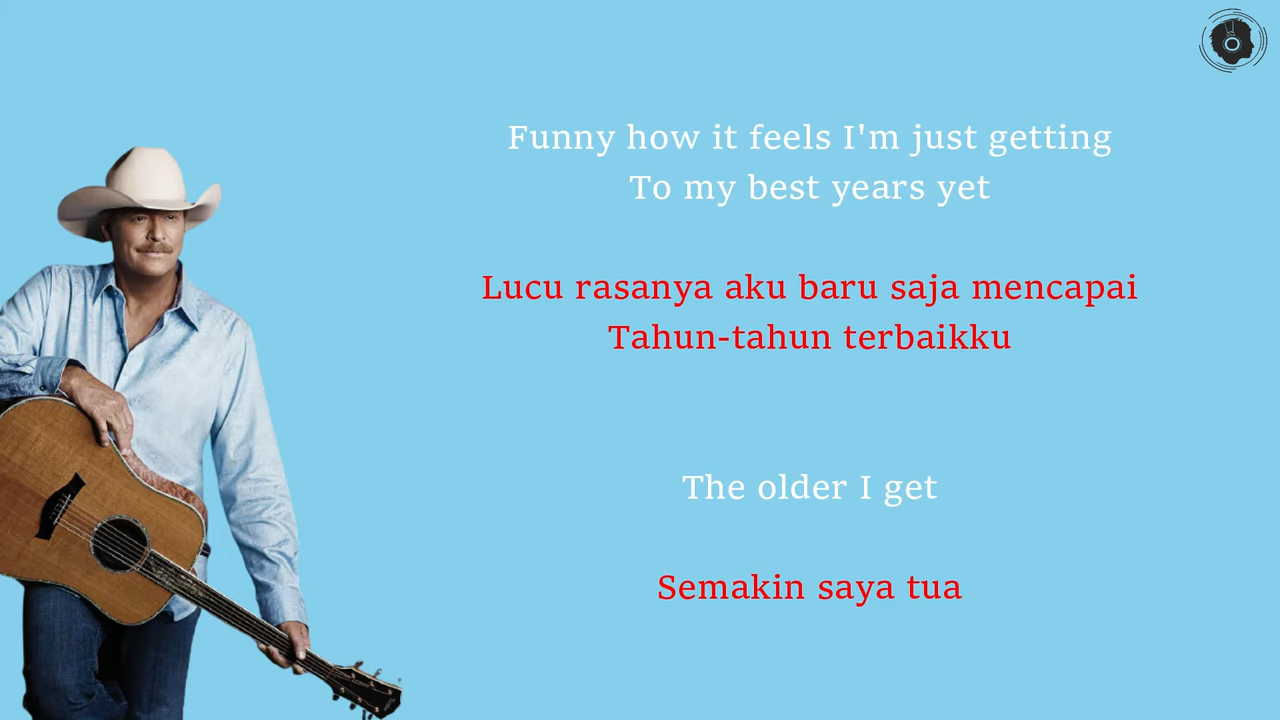 Funny how it feels I'm just getting
To my best years yet
Lucu rasanya aku baru saja mencapai
Tahun-tahun terbaikku
The older I get
Semakin saya tua